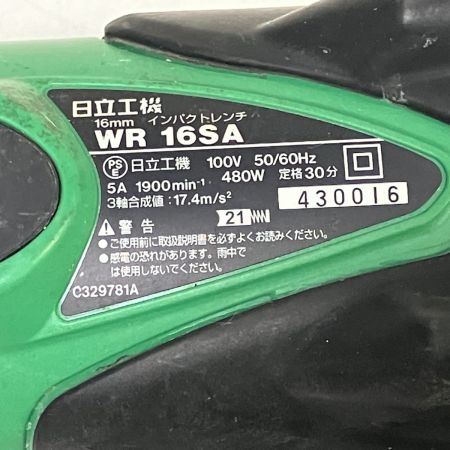 日立工機
16mm インパクトレンチ
WR 16SA
PSE 日立工機 100V 50/60Hz
5A 1900min⁻¹ 480W 定格30分
3軸合成値:17.4m/s²
430016
⚠警告 21
●ご使用前に取扱説明書を必ずよくお読みください。
●感電の恐れがあります。雨中で
は使用しないでください。
C329781A